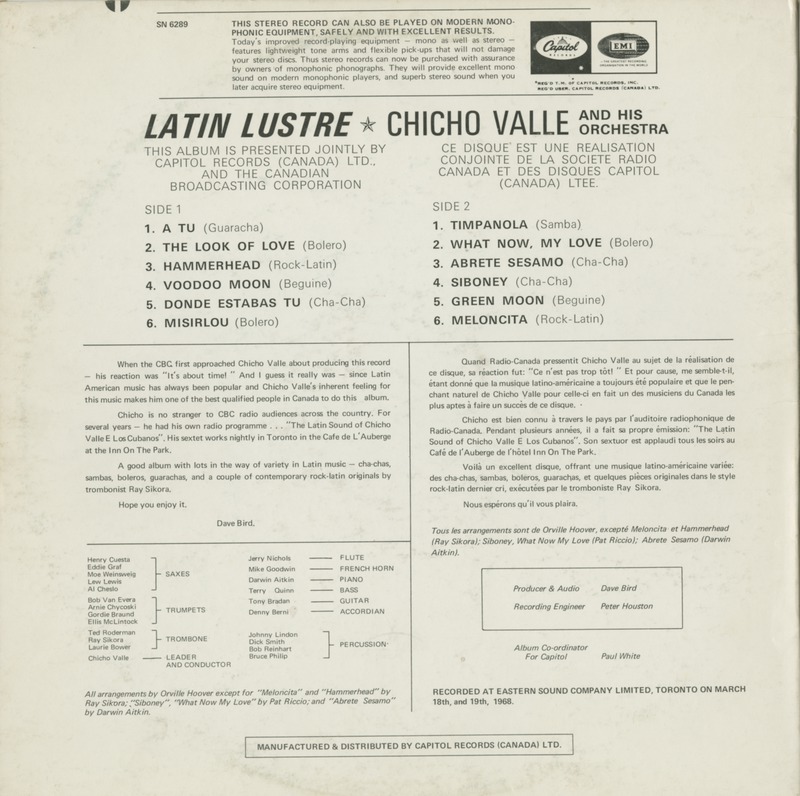 SN 6289
THIS STEREO RECORD CAN ALSO BE PLAYED ON MODERN MONO-
PHONIC EQUIPMENT, SAFELY AND WITH EXCELLENT RESULTS.
Today's improved record-playing equipment — mono as well as stereo —
features lightweight tone arms and flexible pick-ups that will not damage
your stereo discs. Thus stereo records can now be purchased with assurance
by owners of monophonic phonographs. They will provide excellent mono
sound on modern monophonic players, and superb stereo sound when you
later acquire stereo equipment.
Capitol
RECORDS
EMI
THE GREATEST RECORDING
ORGANISATION IN THE WORLD
*REG'D T.M. OF CAPITOL RECORDS, INC.
REG'D USER, CAPITOL RECORDS (CANADA) LTD.
LATIN LUSTRE ★ CHICHO VALLE AND HIS
ORCHESTRA
THIS ALBUM IS PRESENTED JOINTLY BY
CAPITOL RECORDS (CANADA) LTD.,
AND THE CANADIAN
BROADCASTING CORPORATION
SIDE 1
1. A TU (Guaracha)
2. THE LOOK OF LOVE (Bolero)
3. HAMMERHEAD (Rock-Latin)
4. VOODOO MOON (Beguine)
5. DONDE ESTABAS TU (Cha-Cha)
6. MISIRLOU (Bolero)
CE DISQUE EST UNE REALISATION
CONJOINTE DE LA SOCIETE RADIO
CANADA ET DES DISQUES CAPITOL
(CANADA) LTEE.
SIDE 2
1. TIMPANOLA (Samba)
2. WHAT NOW, MY LOVE (Bolero)
3. ABRETE SESAMO (Cha-Cha)
4. SIBONEY (Cha-Cha)
5. GREEN MOON (Beguine)
6. MELONCITA (Rock-Latin)
When the CBC first approached Chicho Valle about producing this record
— his reaction was "It's about time! " And I guess it really was — since Latin
American music has always been popular and Chicho Valle's inherent feeling for
this music makes him one of the best qualified people in Canada to do this album.
Chicho is no stranger to CBC radio audiences across the country. For
several years — he had his own radio programme . . . "The Latin Sound of Chicho
Valle E Los Cubanos". His sextet works nightly in Toronto in the Cafe de L'Auberge
at the Inn On The Park.
A good album with lots in the way of variety in Latin music — cha-chas,
sambas, boleros, guarachas, and a couple of contemporary rock-latin originals by
trombonist Ray Sikora.
Hope you enjoy it.
Dave Bird.
Henry Cuesta
Eddie Graf
Moe Weinsweig
Lew Lewis
Al Cheslo
SAXES
Bob Van Evera
Arnie Chycoski
Gordie Braund
Ellis McLintock
TRUMPETS
Ted Roderman
Ray Sikora
Laurie Bower
TROMBONE
Chicho Valle — LEADER
AND CONDUCTOR
Jerry Nichols — FLUTE
Mike Goodwin — FRENCH HORN
Darwin Aitkin — PIANO
Terry Quinn — BASS
Tony Bradan — GUITAR
Denny Berni — ACCORDIAN
Johnny Lindon
Dick Smith
Bob Reinhart
Bruce Philip
PERCUSSION
All arrangements by Orville Hoover except for "Meloncita" and "Hammerhead" by
Ray Sikora; "Siboney", "What Now My Love" by Pat Riccio; and "Abrete Sesamo"
by Darwin Aitkin.
Quand Radio-Canada pressentit Chicho Valle au sujet de la réalisation de
ce disque, sa réaction fut: "Ce n'est pas trop tôt! " Et pour cause, me semble-t-il,
étant donné que la musique latino-américaine a toujours été populaire et que le pen-
chant naturel de Chicho Valle pour celle-ci en fait un des musiciens du Canada les
plus aptes à faire un succès de ce disque.
Chicho est bien connu à travers le pays par l'auditoire radiophonique de
Radio-Canada. Pendant plusieurs années, il a fait sa propre émission: "The Latin
Sound of Chicho Valle E Los Cubanos". Son sextuor est applaudi tous les soirs au
Café de l'Auberge de l'hôtel Inn On The Park.
Voilà un excellent disque, offrant une musique latino-américaine variée:
des cha-chas, sambas, boleros, guarachas, et quelques pièces originales dans le style
rock-latin dernier cri, exécutées par le tromboniste Ray Sikora.
Nous espérons qu'il vous plaira.
Tous les arrangements sont de Orville Hoover, excepté Meloncita et Hammerhead
(Ray Sikora); Siboney, What Now My Love (Pat Riccio); Abrete Sesamo (Darwin
Aitkin).
Producer & Audio Dave Bird
Recording Engineer Peter Houston
Album Co-ordinator
For Capitol Paul White
RECORDED AT EASTERN SOUND COMPANY LIMITED, TORONTO ON MARCH
18th, and 19th, 1968.
MANUFACTURED & DISTRIBUTED BY CAPITOL RECORDS (CANADA) LTD.